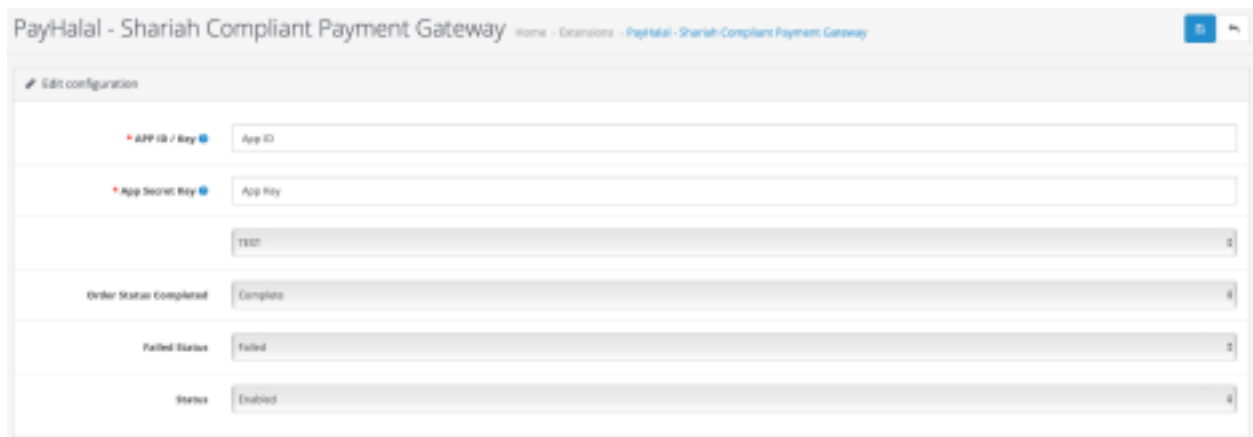 PayHalal - Shariah Compliant Payment Gateway Home › Extensions › PayHalal - Shariah Compliant Payment Gateway
Edit configuration
* APP ID / Key App ID
* App Secret Key App Key
TEST
Order Status Completed Complete
Failed Status Failed
Status Enabled